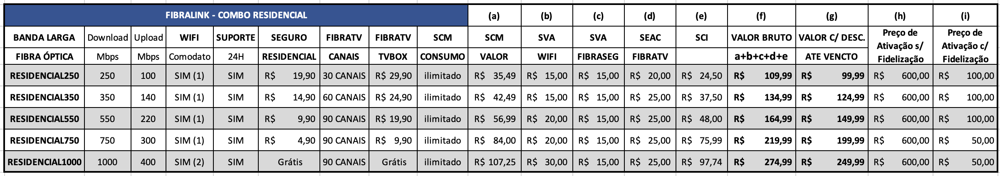 FIBRALINK - COMBO RESIDENCIAL (a) (b) (c) (d) (e) (f) (g) (h) (i)
BANDA LARGA Download Upload WIFI SUPORTE SEGURO FIBRATV FIBRATV SCM SCM SVA SVA SEAC SCI VALOR BRUTO VALOR C/ DESC. Preço de Ativação s/ Fidelização Preço de Ativação c/ Fidelização
FIBRA ÓPTICA Mbps Mbps Comodato 24H RESIDENCIAL CANAIS TVBOX CONSUMO VALOR WIFI FIBRASEG FIBRATV a+b+c+d+e ATE VENCTO
RESIDENCIAL250 250 100 SIM (1) SIM R$ 19,90 30 CANAIS R$ 29,90 ilimitado R$ 35,49 R$ 15,00 R$ 15,00 R$ 20,00 R$ 24,50 R$ 109,99 R$ 99,99 R$ 600,00 R$ 100,00
RESIDENCIAL350 350 140 SIM (1) SIM R$ 14,90 60 CANAIS R$ 24,90 ilimitado R$ 42,49 R$ 15,00 R$ 15,00 R$ 25,00 R$ 37,50 R$ 134,99 R$ 124,99 R$ 600,00 R$ 100,00
RESIDENCIAL550 550 220 SIM (1) SIM R$ 9,90 90 CANAIS R$ 19,90 ilimitado R$ 56,99 R$ 20,00 R$ 15,00 R$ 25,00 R$ 48,00 R$ 164,99 R$ 149,99 R$ 600,00 R$ 100,00
RESIDENCIAL750 750 300 SIM (1) SIM R$ 4,90 90 CANAIS R$ 9,90 ilimitado R$ 84,00 R$ 20,00 R$ 15,00 R$ 25,00 R$ 75,99 R$ 219,99 R$ 199,99 R$ 600,00 R$ 50,00
RESIDENCIAL1000 1000 400 SIM (2) SIM Grátis 90 CANAIS Grátis ilimitado R$ 107,25 R$ 30,00 R$ 15,00 R$ 25,00 R$ 97,74 R$ 274,99 R$ 249,99 R$ 600,00 R$ 50,00